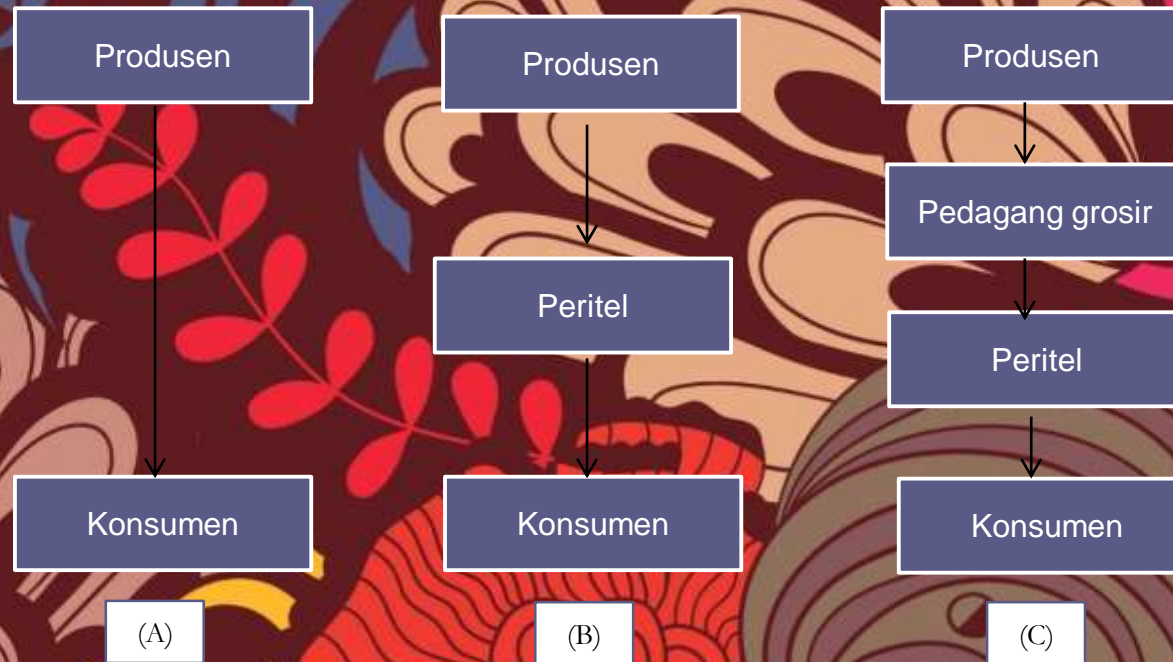 Produsen
Konsumen
(A)
Produsen
Peritel
Konsumen
(B)
Produsen
Pedagang grosir
Peritel
Konsumen
(C)